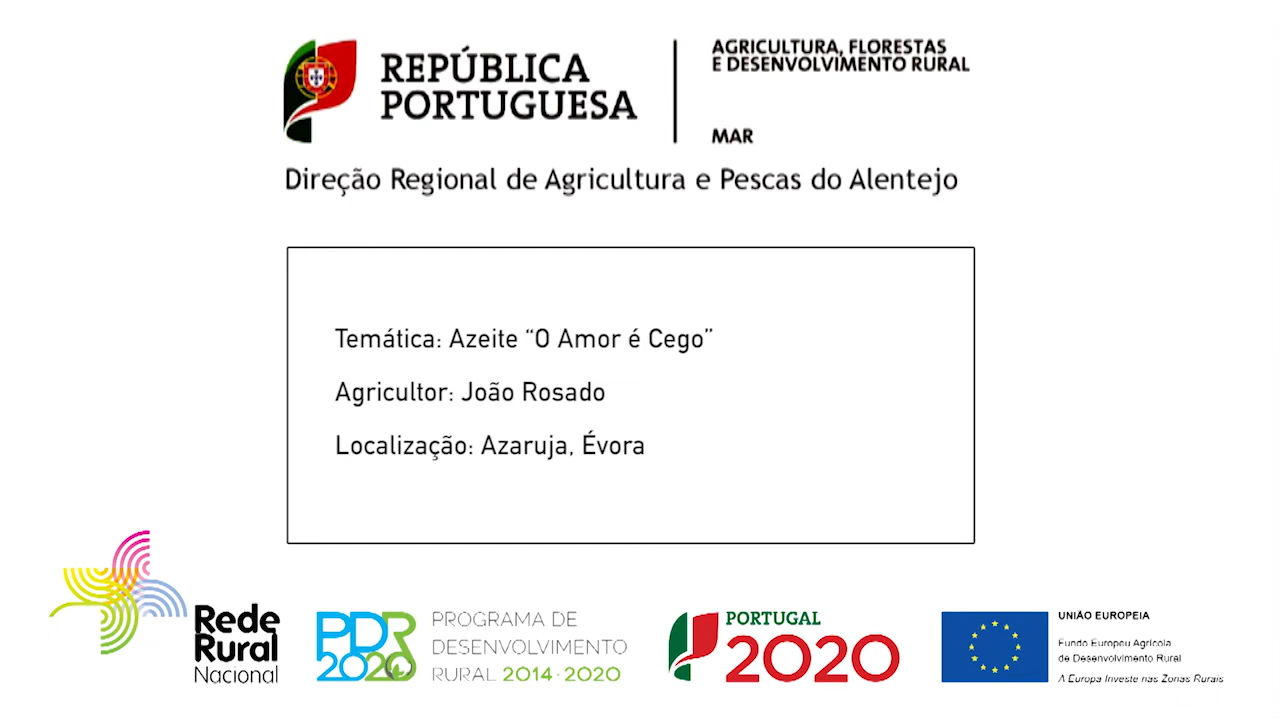 REPÚBLICA
PORTUGUESA
AGRICULTURA, FLORESTAS
E DESENVOLVIMENTO RURAL
MAR
Direção Regional de Agricultura e Pescas do Alentejo
Temática: Azeite “O Amor é Cego”
Agricultor: João Rosado
Localização: Azaruja, Évora
Rede
Rural
Nacional
PDR
2020
PROGRAMA DE
DESENVOLVIMENTO
RURAL 2014 · 2020
PORTUGAL
2020
UNIÃO EUROPEIA
Fundo Europeu Agrícola
de Desenvolvimento Rural
A Europa Investe nas Zonas Rurais